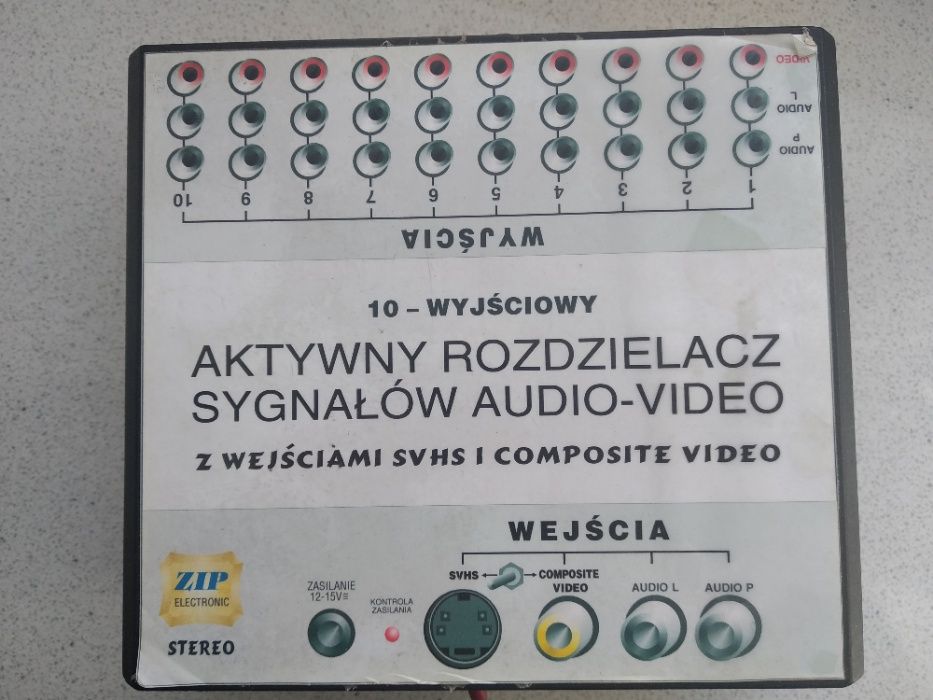 VIDEO
AUDIO L
AUDIO P
10 9 8 7 6 5 4 3 2 1
WYJŚCIA
10 – WYJŚCIOWY
AKTYWNY ROZDZIELACZ
SYGNAŁÓW AUDIO-VIDEO
Z WEJŚCIAMI SVHS I COMPOSITE VIDEO
WEJŚCIA
SVHS
COMPOSITE
VIDEO
AUDIO L
AUDIO P
ZASILANIE
12-15V≅
KONTROLA
ZASILANIA
ZIP
ELECTRONIC
STEREO